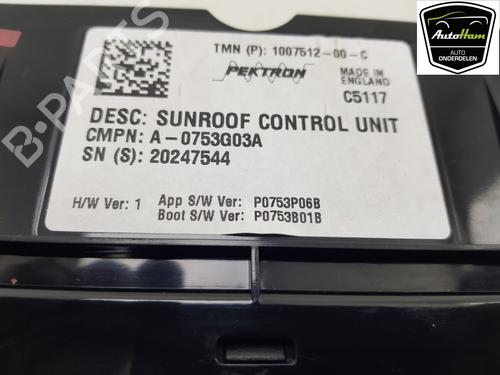 TMN (P): 1007512-00-C
PEKTRON
MADE IN
ENGLAND
C5117
DESC: SUNROOF CONTROL UNIT
CMPN: A-0753G03A
SN (S): 20247544
H/W Ver: 1
App S/W Ver: P0753P06B
Boot S/W Ver: P0753B01B
AutoHam
AUTO
ONDERDELEN
B-PARTS